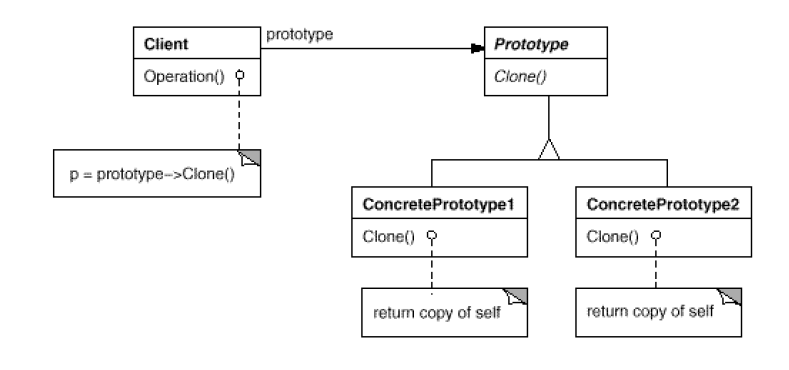 Client
Operation()
p = prototype->Clone()
prototype
Prototype
Clone()
ConcretePrototype1
Clone()
return copy of self
ConcretePrototype2
Clone()
return copy of self